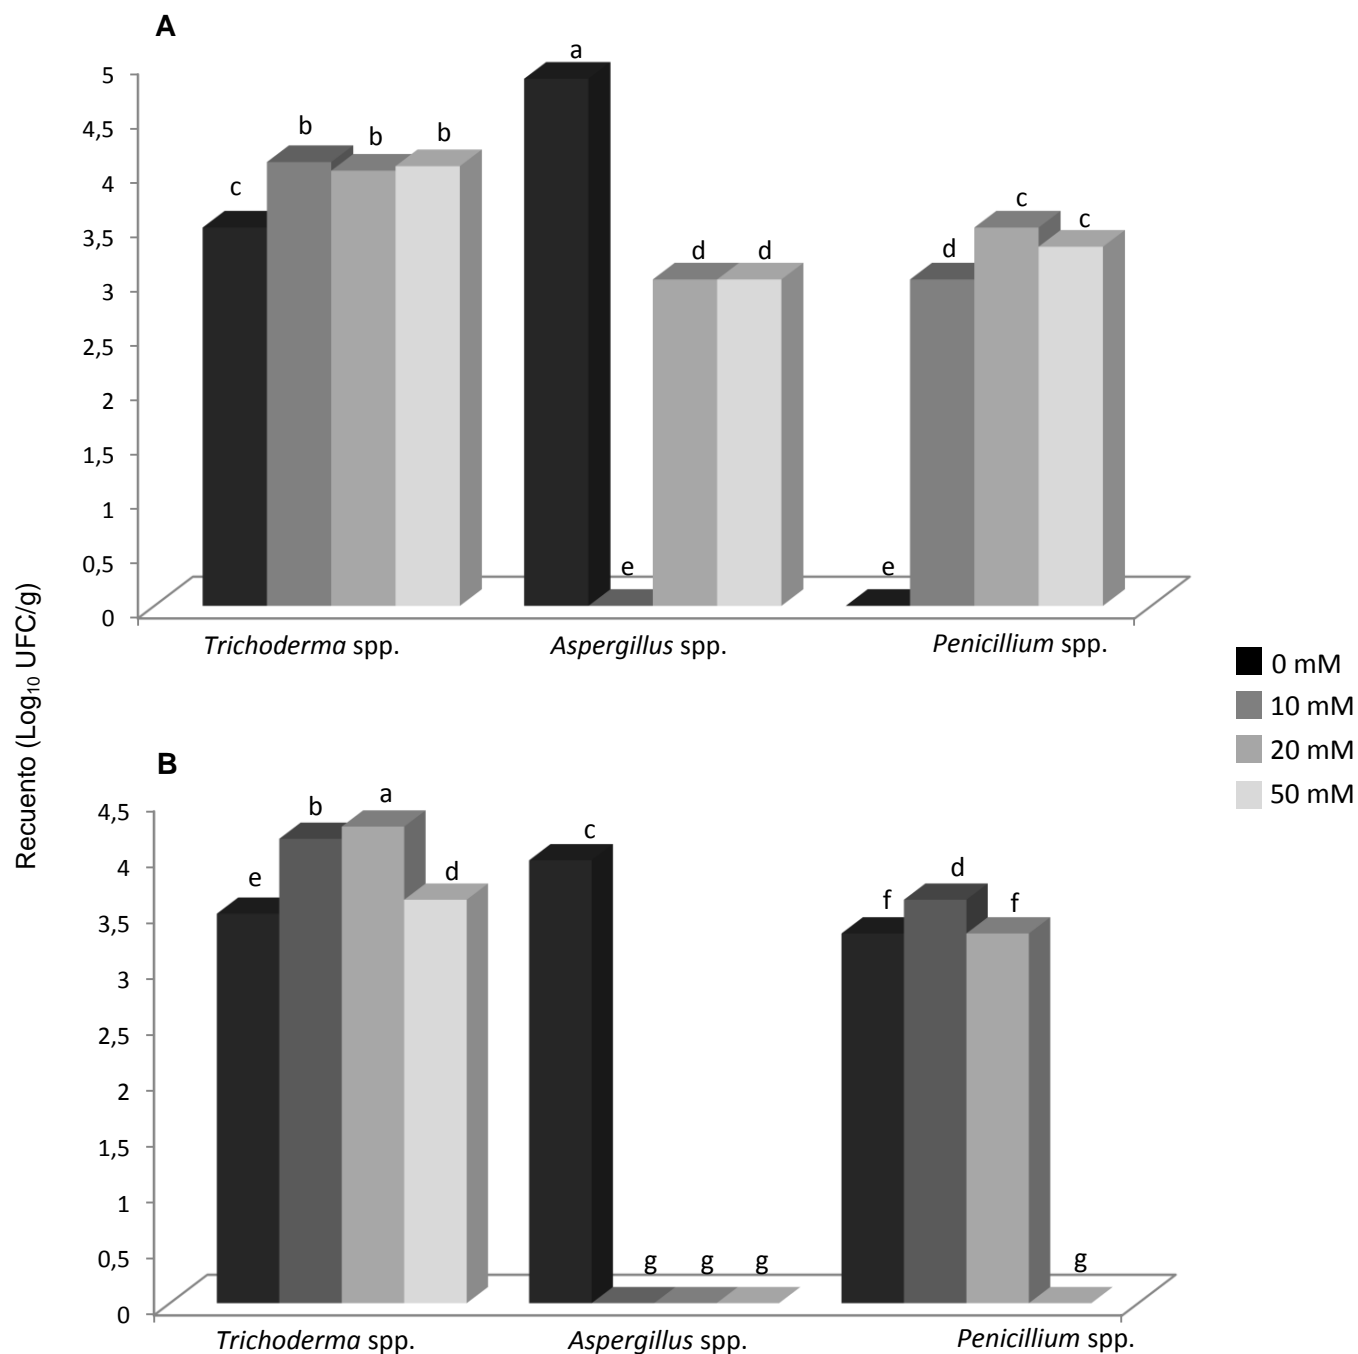 A
5
4,5
4
3,5
3
2,5
2
1,5
1
0,5
0
c
b
b
b
a
e
d
d
e
d
c
c
Trichoderma spp.
Aspergillus spp.
Penicillium spp.
Recuento (Log₁₀ UFC/g)
0 mM
10 mM
20 mM
50 mM
B
4,5
4
3,5
3
2,5
2
1,5
1
0,5
0
e
b
a
d
c
g
g
g
f
d
f
g
Trichoderma spp.
Aspergillus spp.
Penicillium spp.